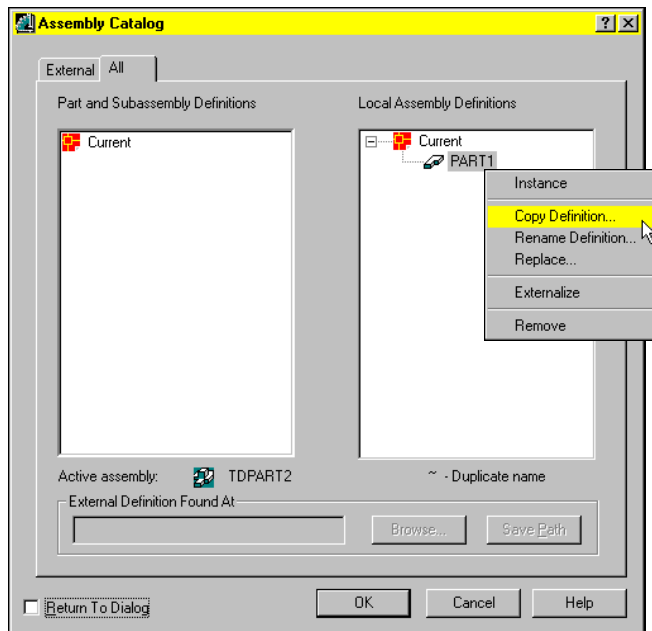 Assembly Catalog
External All
Part and Subassembly Definitions Local Assembly Definitions
Current Current
PART1
Instance
Copy Definition...
Rename Definition...
Replace...
Externalize
Remove
Active assembly: TDPART2 ~ - Duplicate name
External Definition Found At
Browse... Save Path
Return To Dialog OK Cancel Help